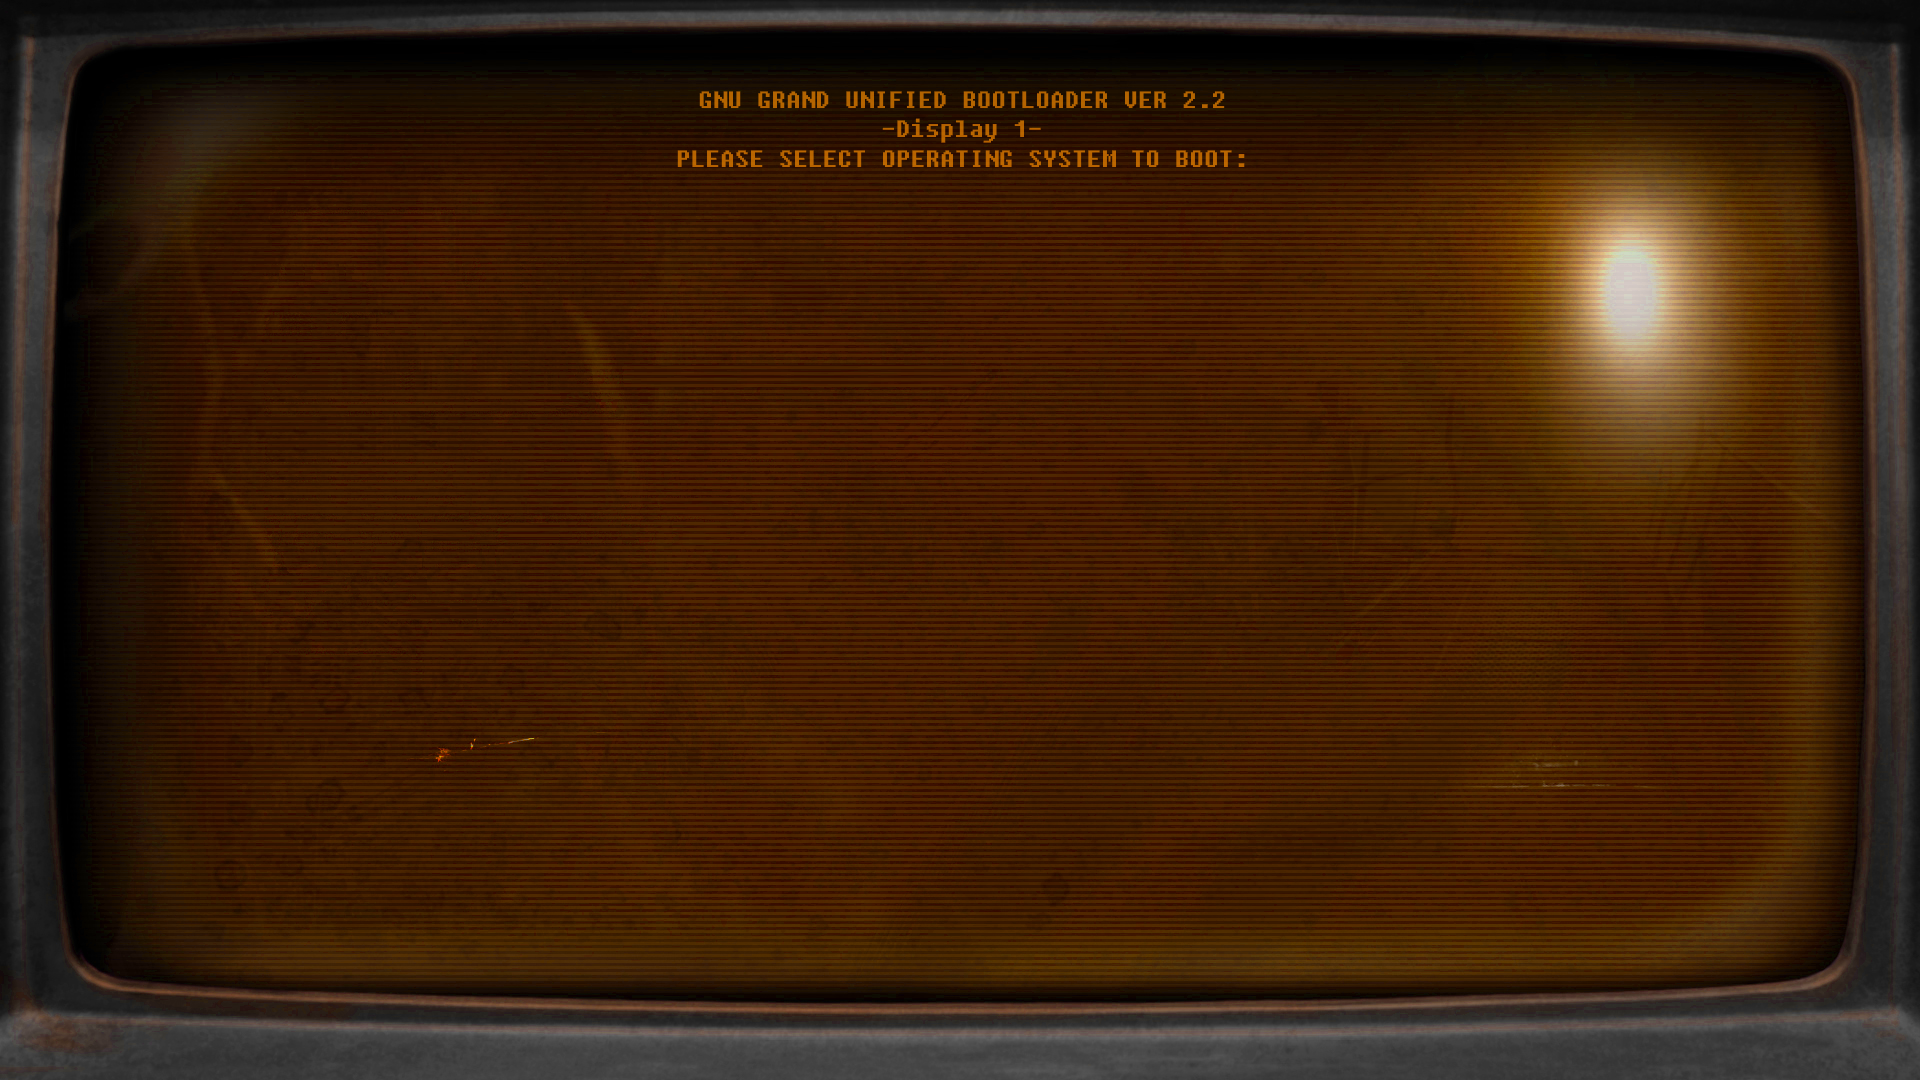 GNU GRAND UNIFIED BOOTLOADER VER 2.2
-Display 1-
PLEASE SELECT OPERATING SYSTEM TO BOOT: